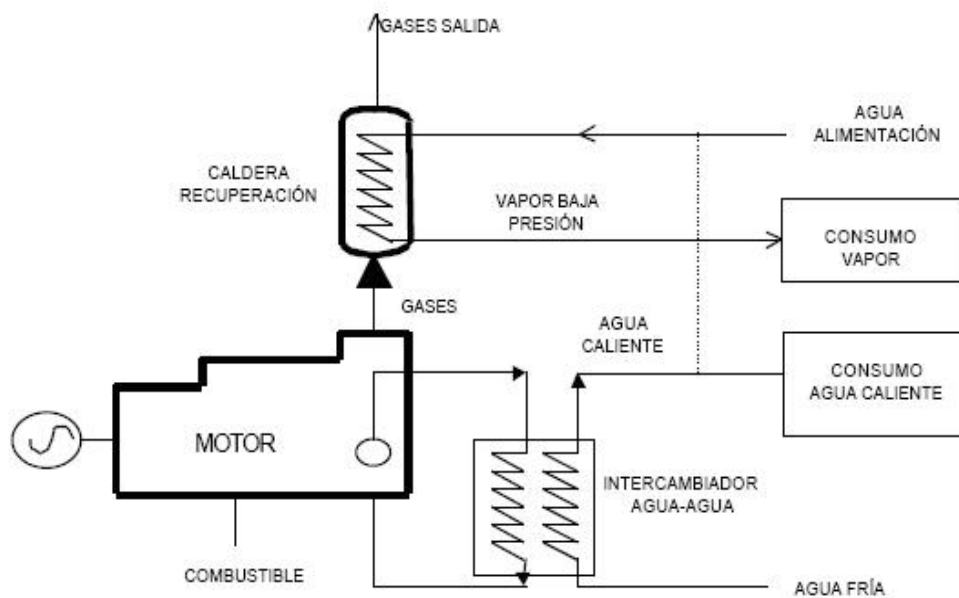 GASES SALIDA
AGUA
ALIMENTACIÓN
CALDERA
RECUPERACIÓN
VAPOR BAJA
PRESIÓN
CONSUMO
VAPOR
GASES
AGUA
CALIENTE
CONSUMO
AGUA CALIENTE
MOTOR
INTERCAMBIADOR
AGUA-AGUA
COMBUSTIBLE
AGUA FRÍA